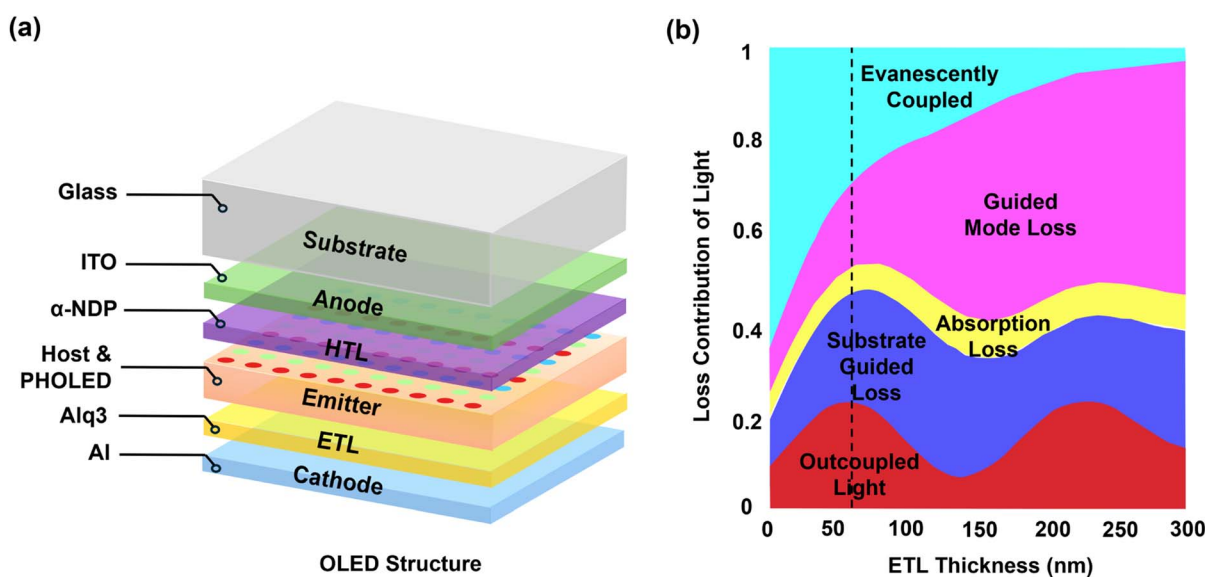 (a)
Glass
ITO
α-NDP
Host &
PHOLED
Alq3
Al
Substrate
Anode
HTL
Emitter
ETL
Cathode
OLED Structure
(b)
Loss Contribution of Light
1
0.8
0.6
0.4
0.2
0
Evanescently
Coupled
Guided
Mode Loss
Absorption
Loss
Substrate
Guided
Loss
Outcoupled
Light
0 50 100 150 200 250 300
ETL Thickness (nm)